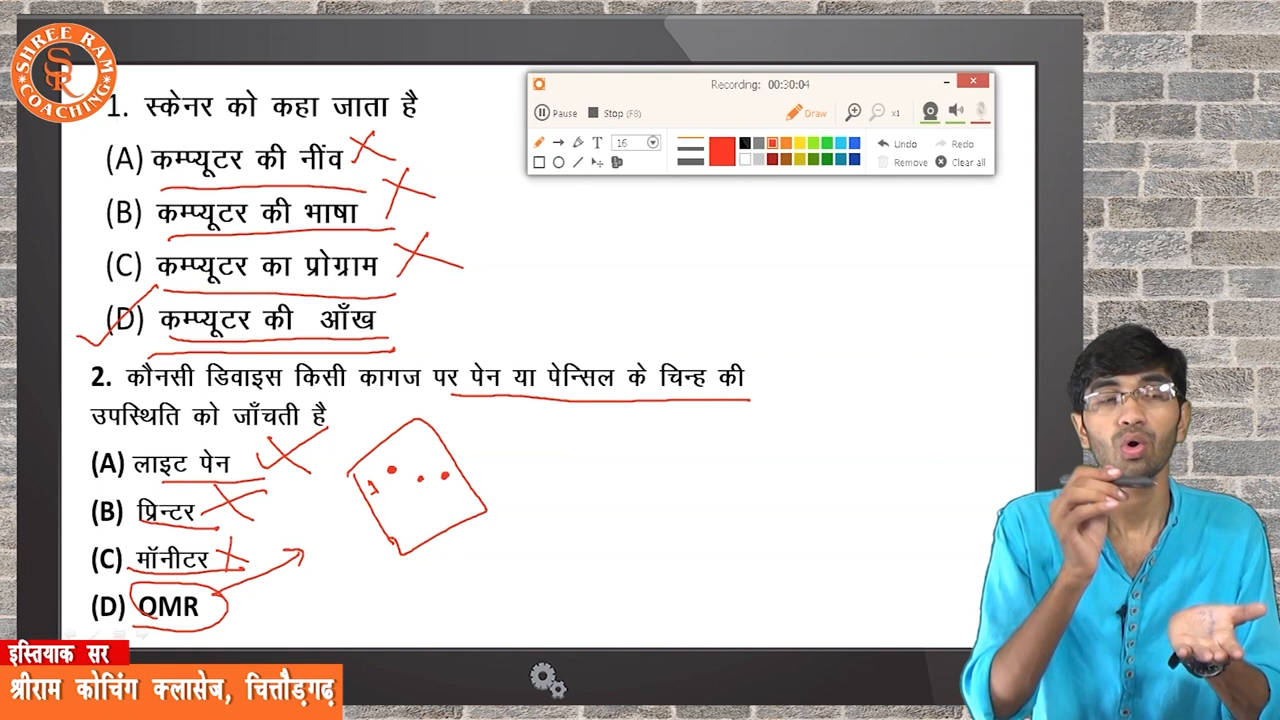 SHREE RAM
SR
COACHING
1. स्केनर को कहा जाता है
(A) कम्प्यूटर की नींव
(B) कम्प्यूटर की भाषा
(C) कम्प्यूटर का प्रोग्राम
(D) कम्प्यूटर की आँख
2. कौनसी डिवाइस किसी कागज पर पेन या पेन्सिल के चिन्ह की
उपस्थिति को जाँचती है
(A) लाइट पेन
(B) प्रिन्टर
(C) मॉनीटर
(D) OMR
1
Recording: 00:30:04
Pause Stop (F8) Draw x1
T 16 Undo Redo
Remove Clear all
इस्तियाक सर
श्रीराम कोचिंग क्लासेज, चित्तौड़गढ़